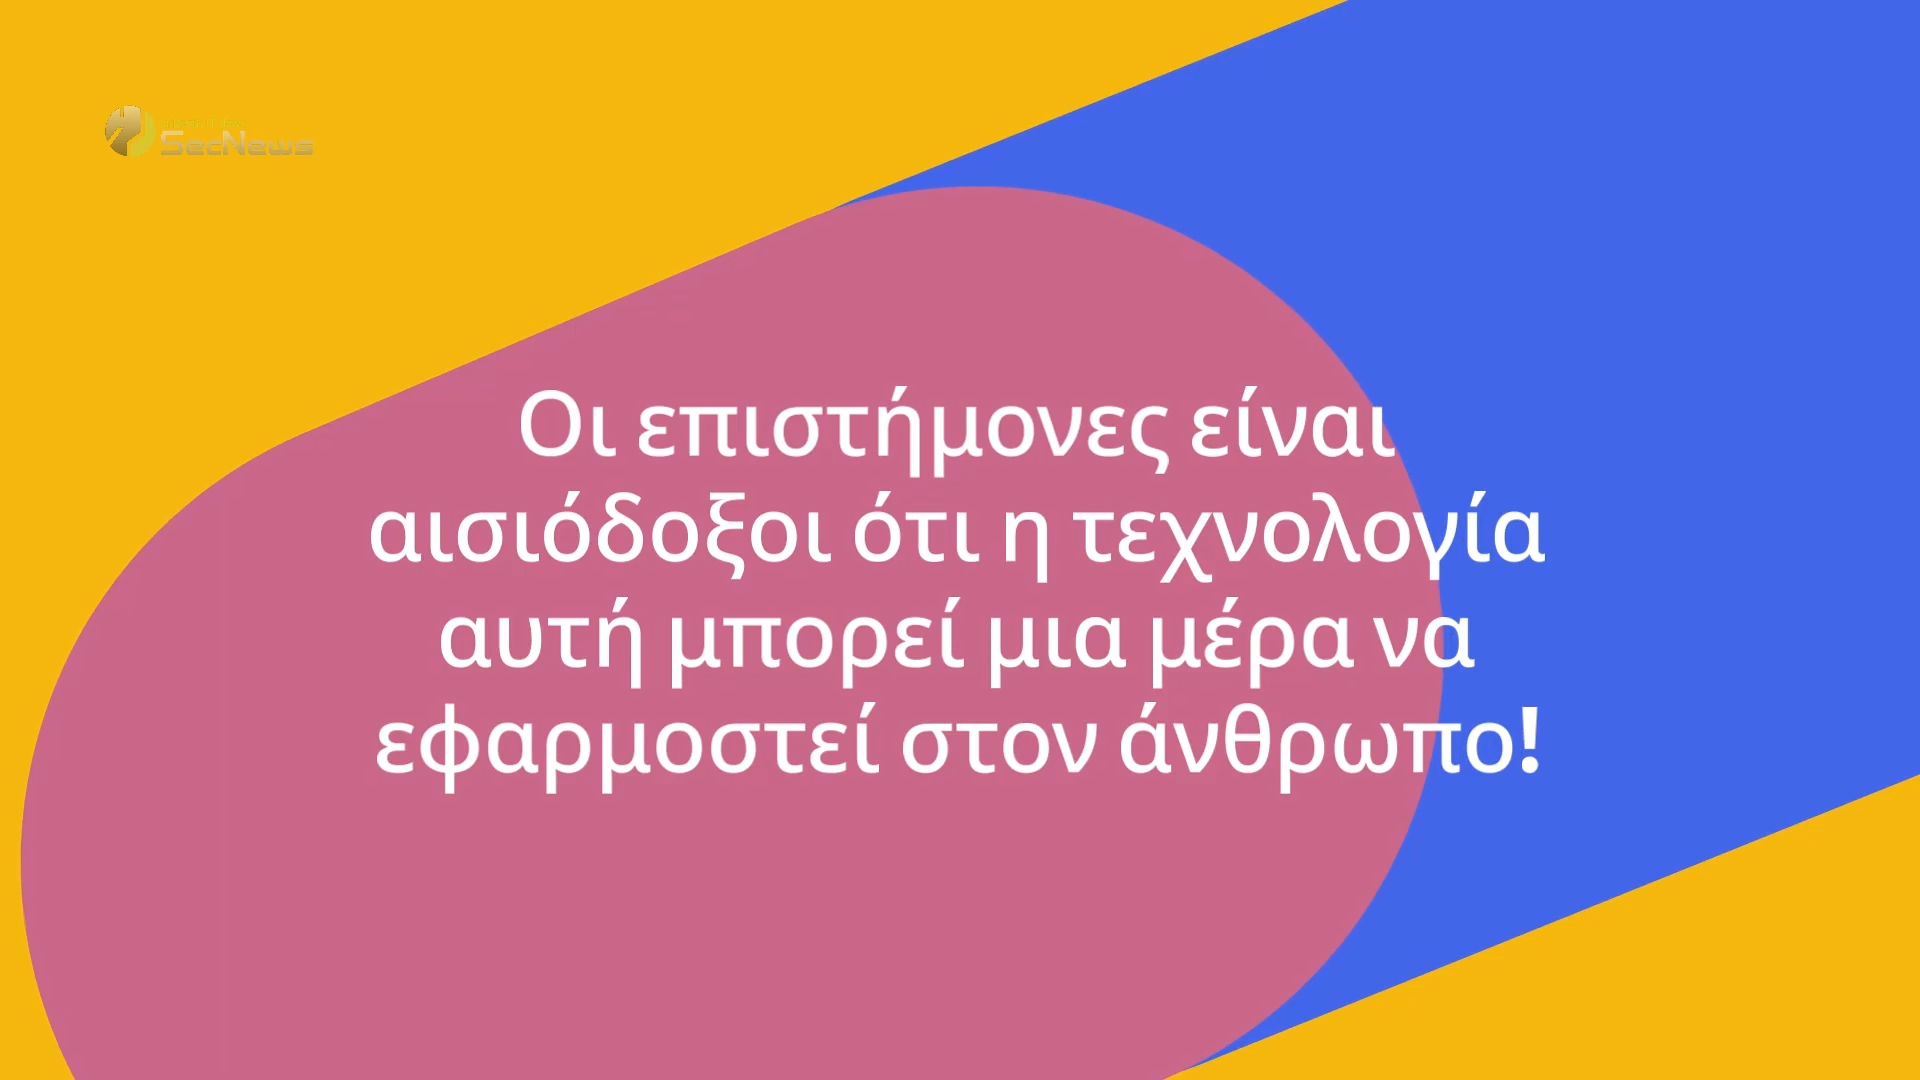 SecNews
Οι επιστήμονες είναι
αισιόδοξοι ότι η τεχνολογία
αυτή μπορεί μια μέρα να
εφαρμοστεί στον άνθρωπο!